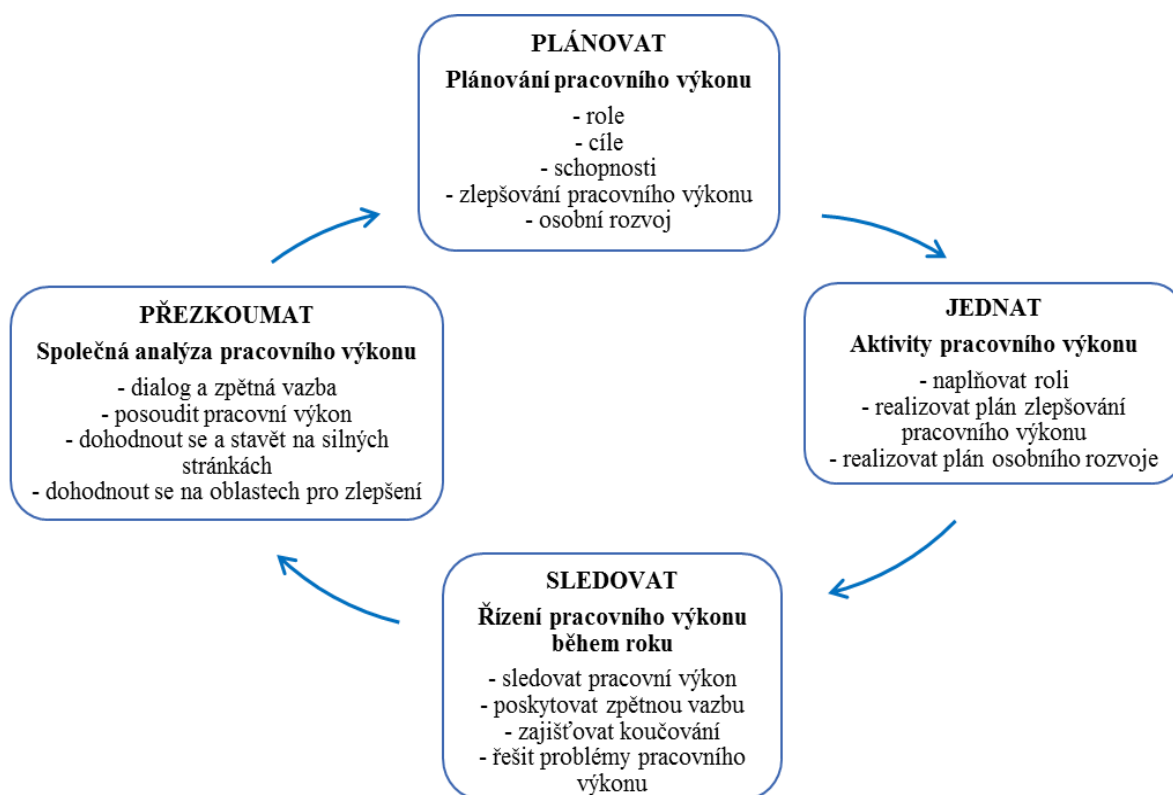 PLÁNOVAT
Plánování pracovního výkonu
- role
- cíle
- schopnosti
- zlepšování pracovního výkonu
- osobní rozvoj
JEDNAT
Aktivity pracovního výkonu
- naplňovat roli
- realizovat plán zlepšování
pracovního výkonu
- realizovat plán osobního rozvoje
SLEDOVAT
Řízení pracovního výkonu
během roku
- sledovat pracovní výkon
- poskytovat zpětnou vazbu
- zajišťovat koučování
- řešit problémy pracovního
výkonu
PŘEZKOUMAT
Společná analýza pracovního výkonu
- dialog a zpětná vazba
- posoudit pracovní výkon
- dohodnout se a stavět na silných
stránkách
- dohodnout se na oblastech pro zlepšení